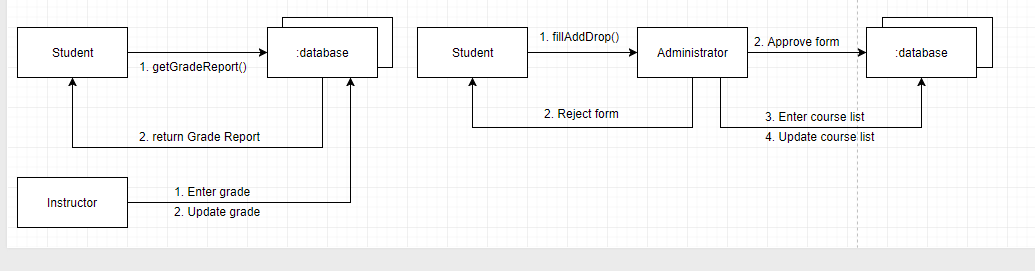 Student
1. getGradeReport()
:database
2. return Grade Report
Instructor
1. Enter grade
2. Update grade
Student
1. fillAddDrop()
Administrator
2. Approve form
:database
2. Reject form
3. Enter course list
4. Update course list